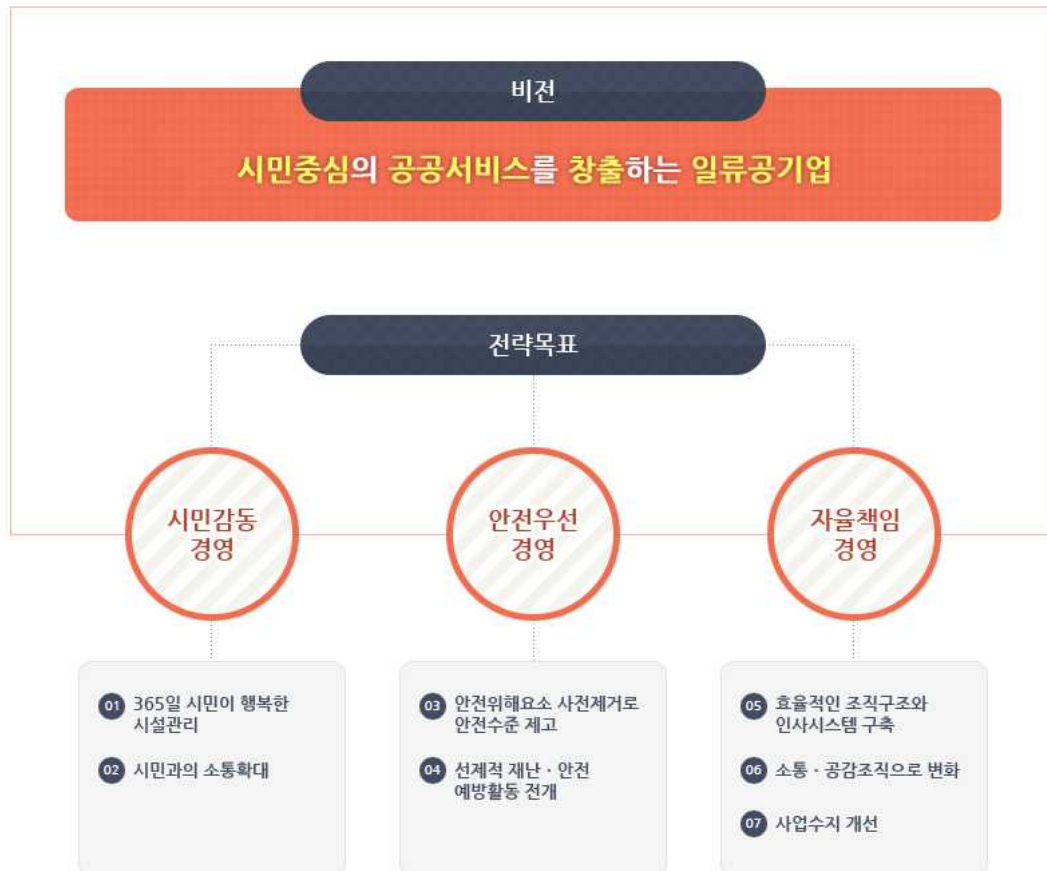 비전
시민중심의 공공서비스를 창출하는 일류공기업
전략목표
시민감동
경영
안전우선
경영
자율책임
경영
01 365일 시민이 행복한
시설관리
02 시민과의 소통확대
03 안전위해요소 사전제거로
안전수준 제고
04 선제적 재난 · 안전
예방활동 전개
05 효율적인 조직구조와
인사시스템 구축
06 소통 · 공감조직으로 변화
07 사업수지 개선